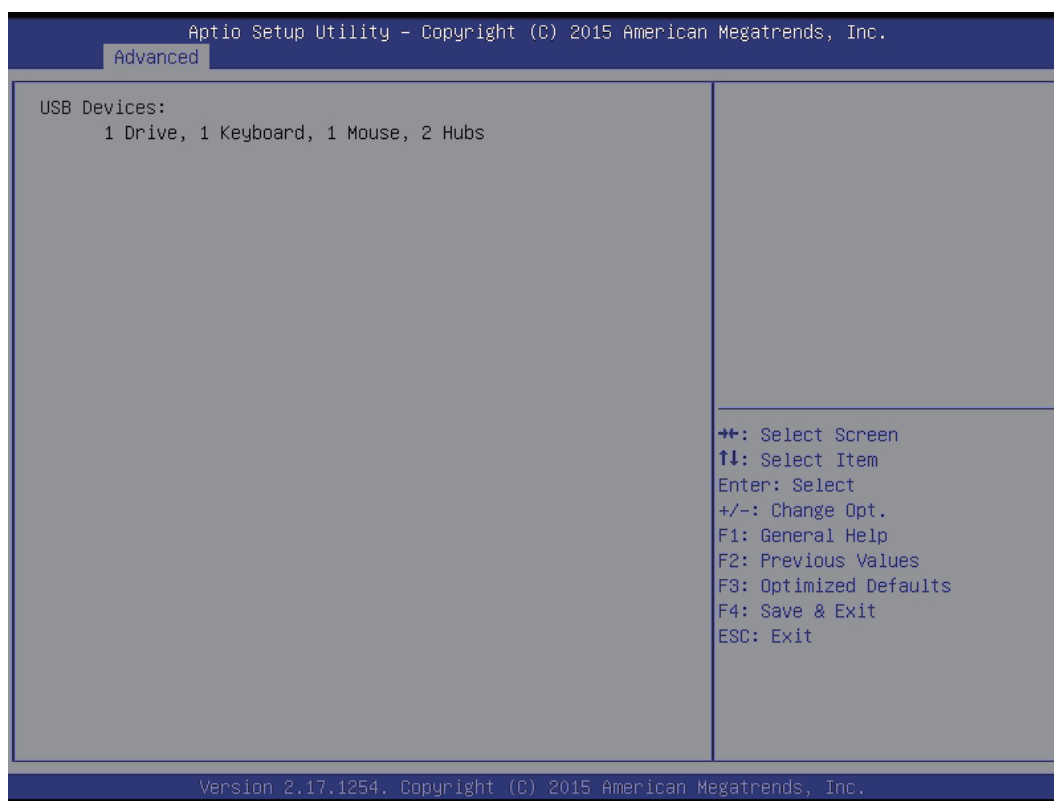 Aptio Setup Utility – Copyright (C) 2015 American Megatrends, Inc.
Advanced
USB Devices:
1 Drive, 1 Keyboard, 1 Mouse, 2 Hubs
→←: Select Screen
↑↓: Select Item
Enter: Select
+/-: Change Opt.
F1: General Help
F2: Previous Values
F3: Optimized Defaults
F4: Save & Exit
ESC: Exit
Version 2.17.1254. Copyright (C) 2015 American Megatrends, Inc.